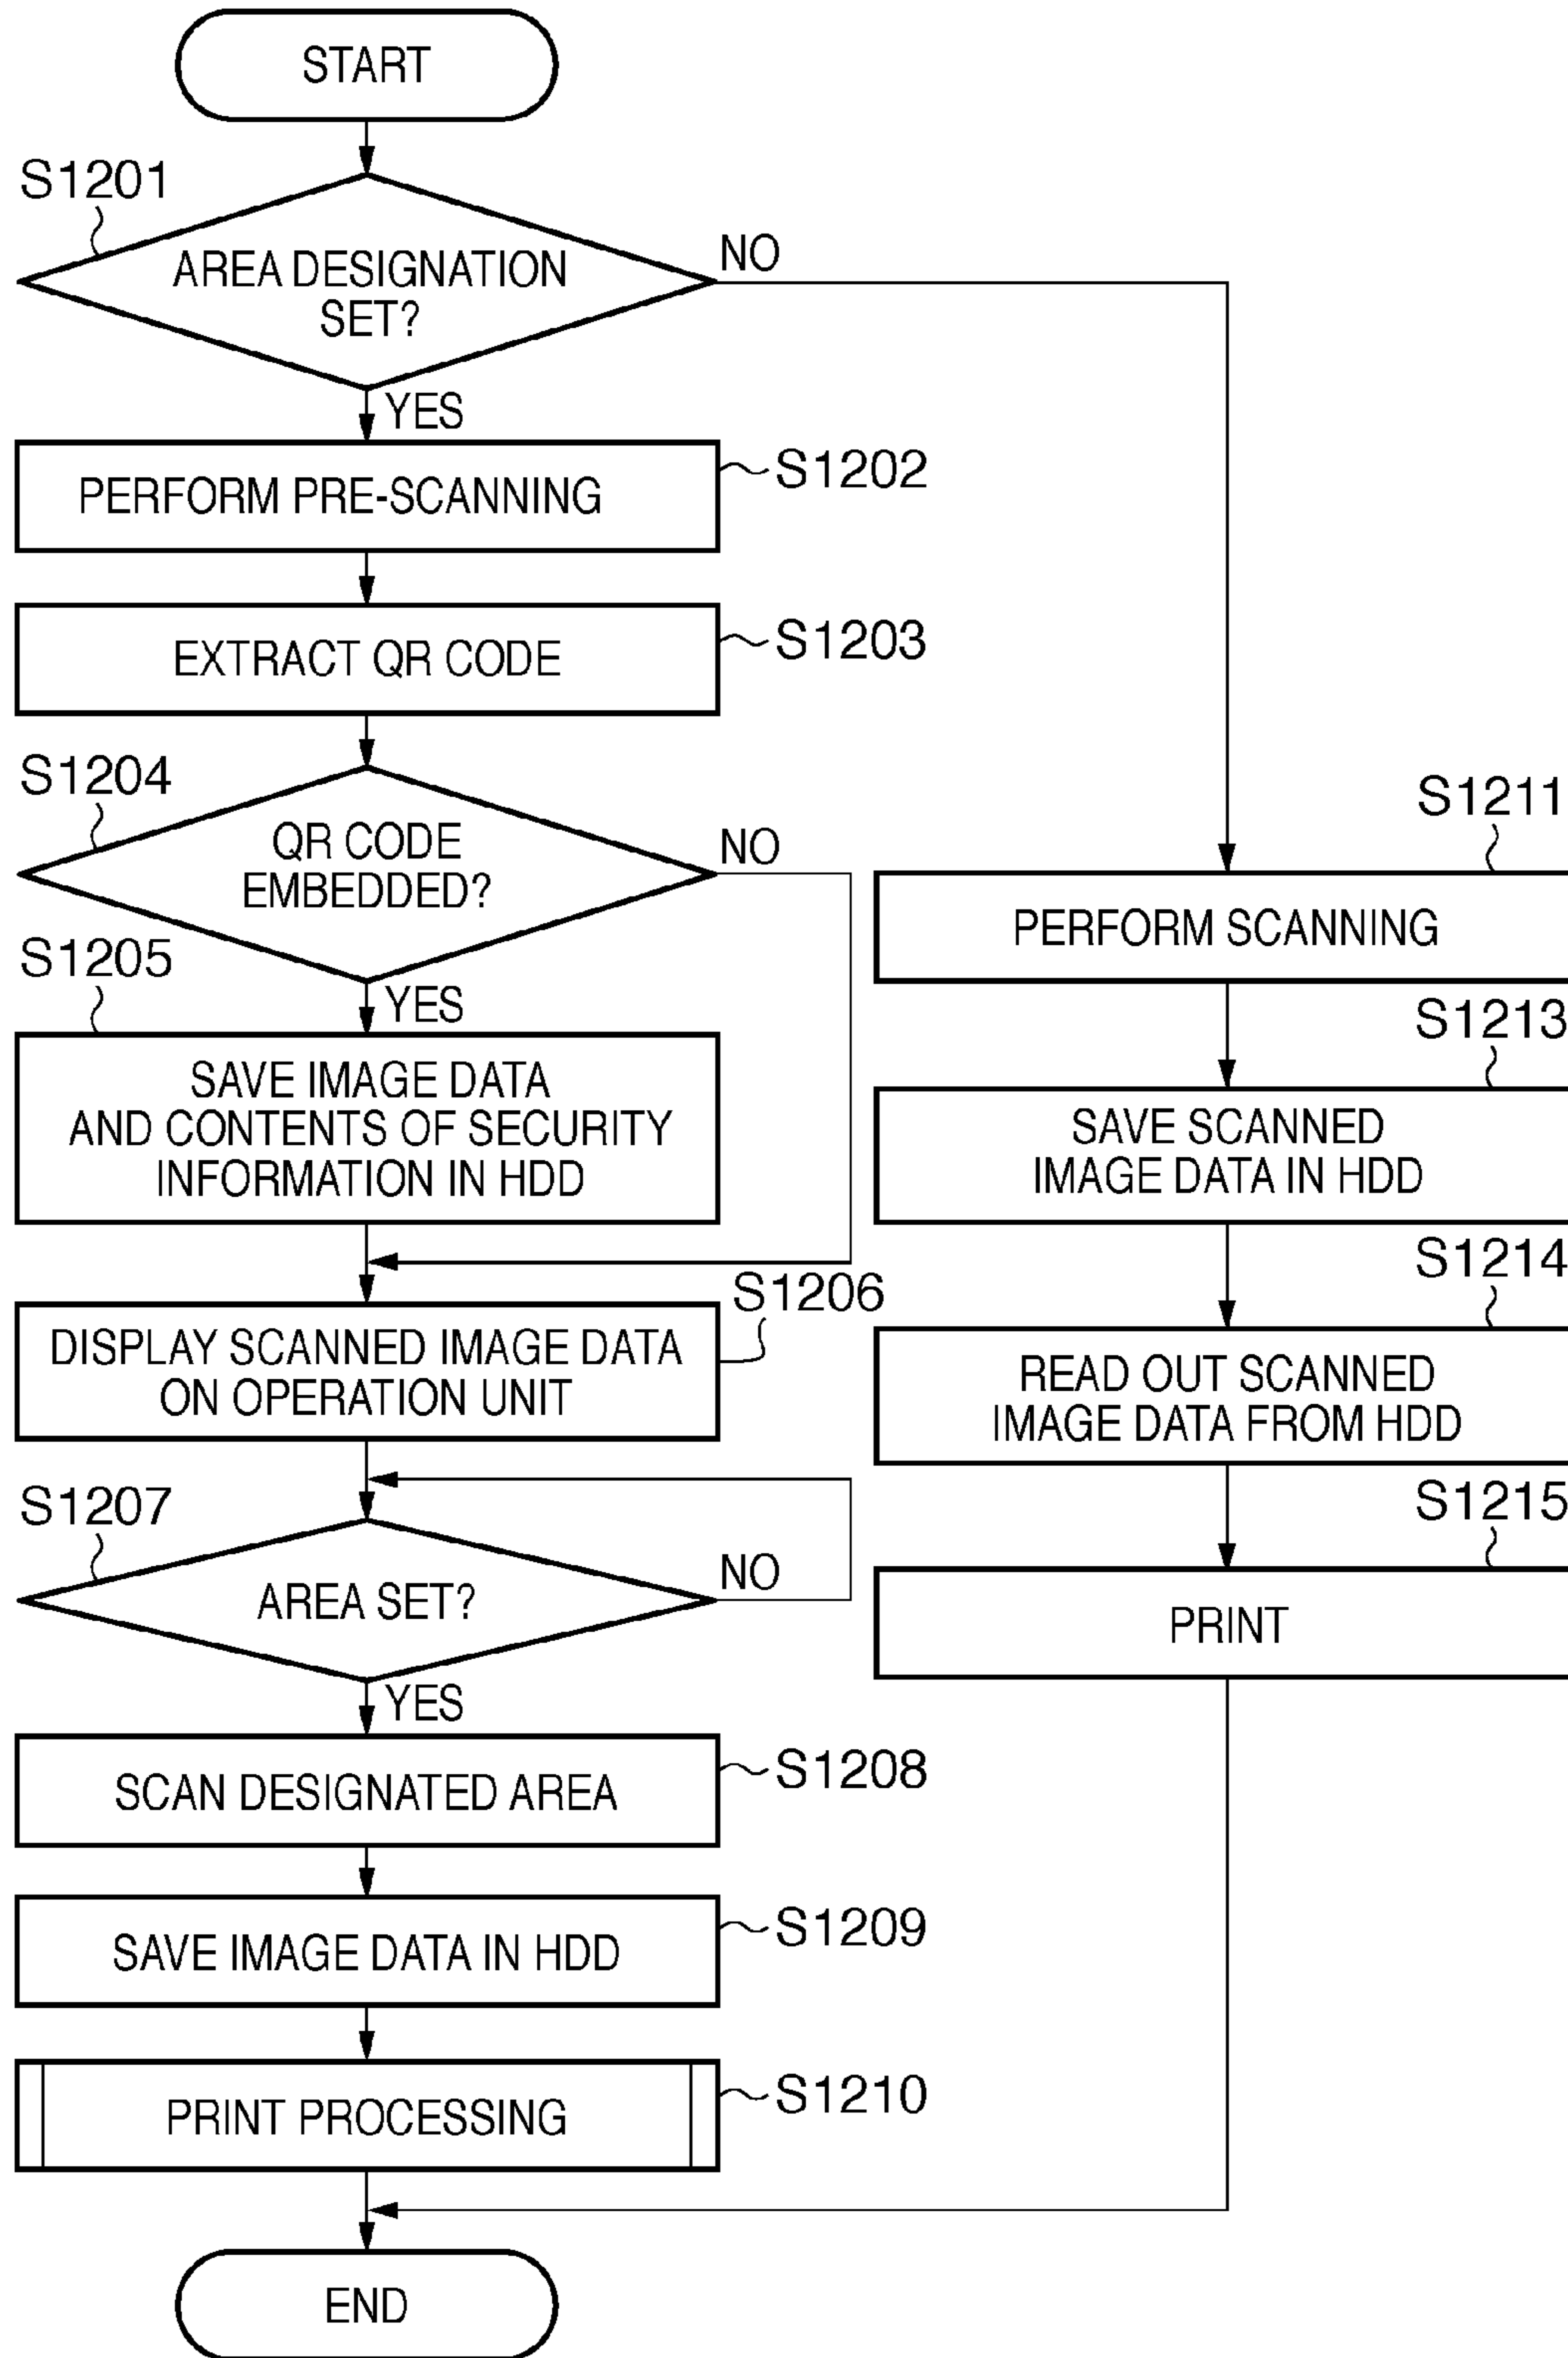 START
S1201
AREA DESIGNATION
SET?
NO
YES
PERFORM PRE-SCANNING
S1202
EXTRACT QR CODE
S1203
S1204
QR CODE
EMBEDDED?
NO
YES
S1205
SAVE IMAGE DATA
AND CONTENTS OF SECURITY
INFORMATION IN HDD
S1206
DISPLAY SCANNED IMAGE DATA
ON OPERATION UNIT
S1207
AREA SET?
NO
YES
SCAN DESIGNATED AREA
S1208
SAVE IMAGE DATA IN HDD
S1209
PRINT PROCESSING
S1210
S1211
PERFORM SCANNING
S1213
SAVE SCANNED
IMAGE DATA IN HDD
S1214
READ OUT SCANNED
IMAGE DATA FROM HDD
S1215
PRINT
END